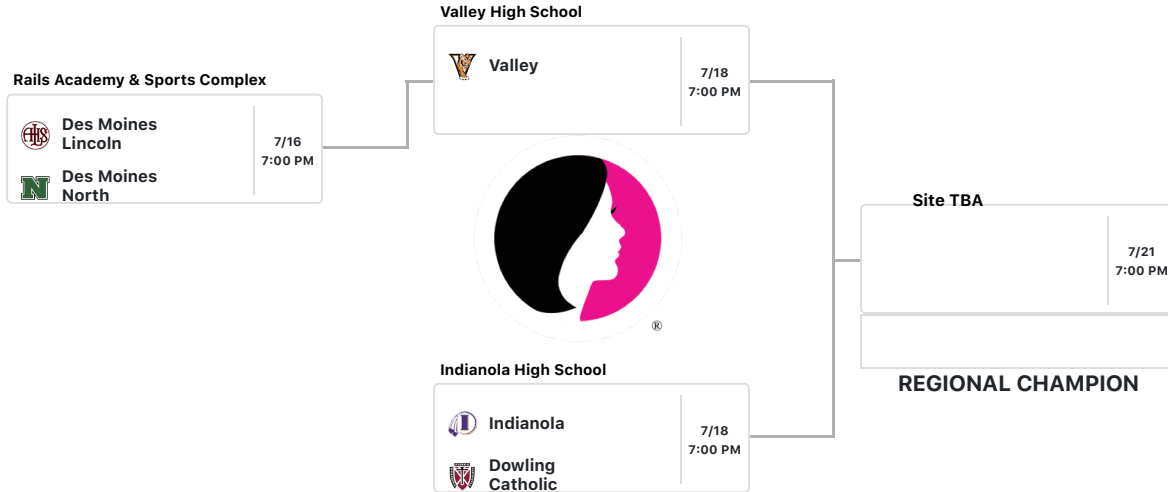 Valley High School
Valley
7/18
7:00 PM
Rails Academy & Sports Complex
Des Moines
Lincoln
Des Moines
North
7/16
7:00 PM
N
®
Site TBA
7/21
7:00 PM
REGIONAL CHAMPION
Indianola High School
Indianola
Dowling
Catholic
7/18
7:00 PM